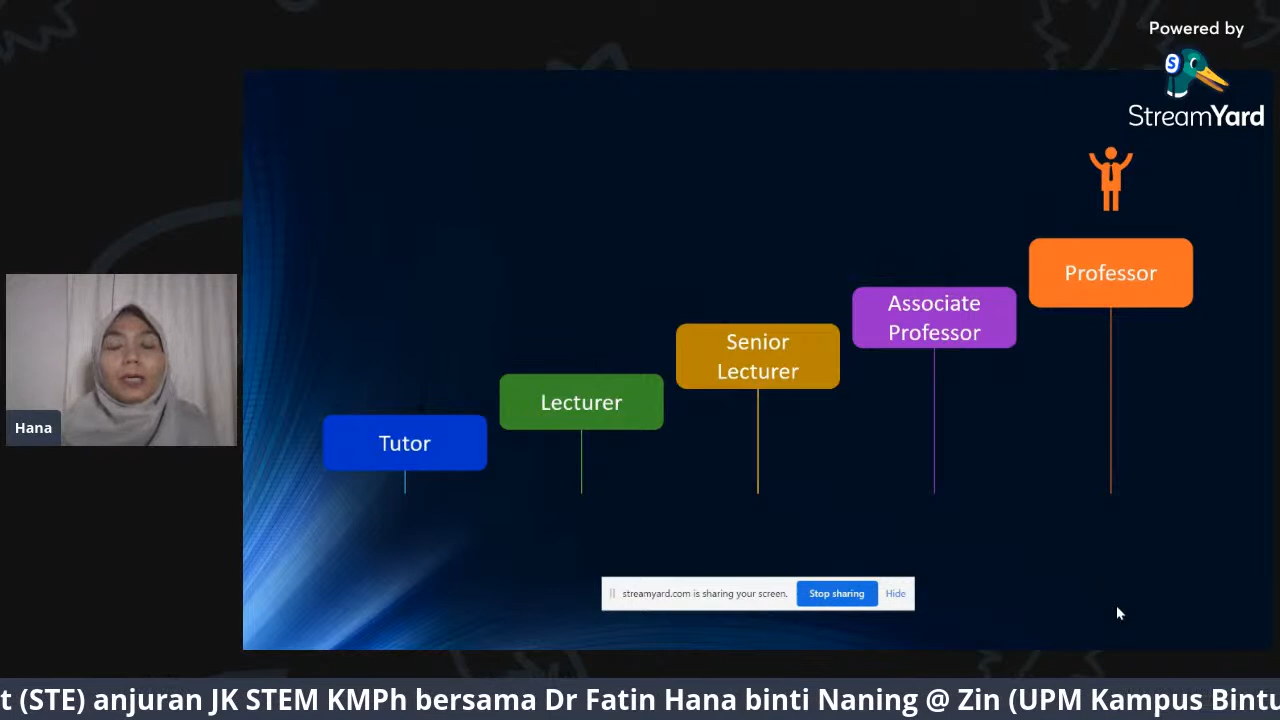 Powered by
StreamYard
Professor
Associate
Professor
Senior
Lecturer
Lecturer
Tutor
Hana
streamyard.com is sharing your screen.
Stop sharing
Hide
t (STE) anjuran JK STEM KMPh bersama Dr Fatin Hana binti Naning @ Zin (UPM Kampus Bintu